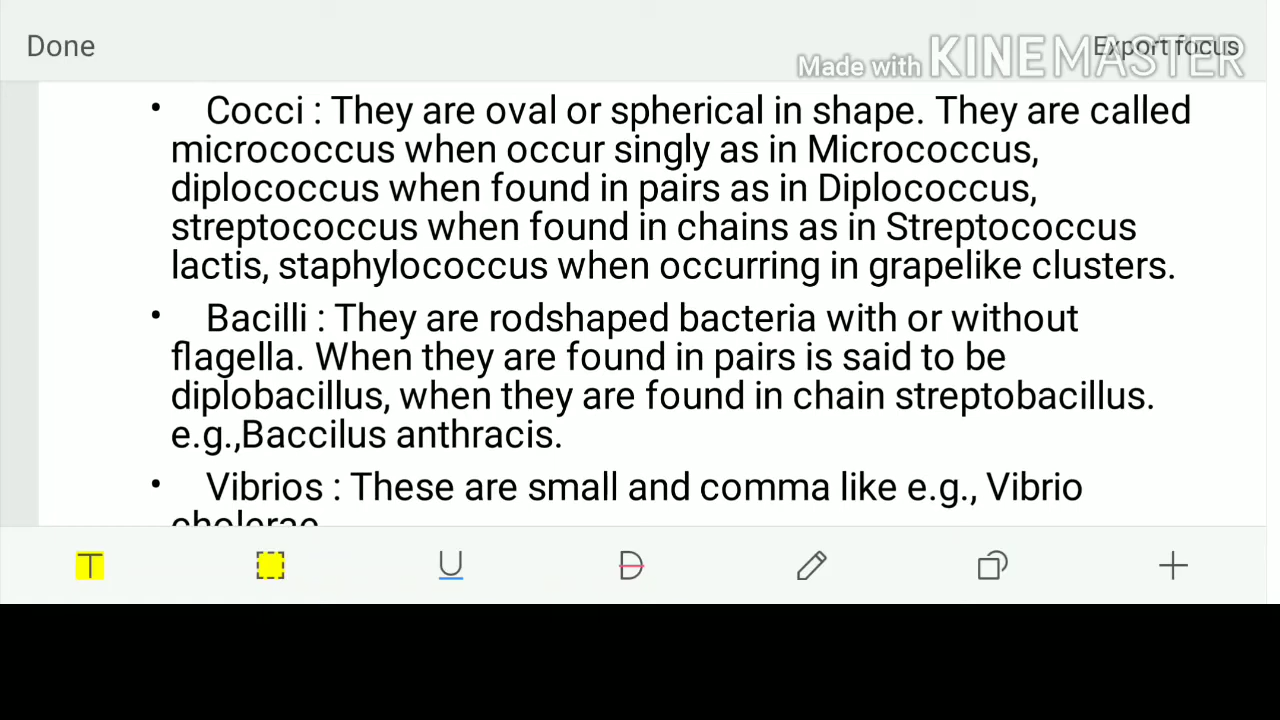 Done
Export focus
Made with KINEMASTER
• Cocci : They are oval or spherical in shape. They are called
micrococcus when occur singly as in Micrococcus,
diplococcus when found in pairs as in Diplococcus,
streptococcus when found in chains as in Streptococcus
lactis, staphylococcus when occurring in grapelike clusters.
• Bacilli : They are rodshaped bacteria with or without
flagella. When they are found in pairs is said to be
diplobacillus, when they are found in chain streptobacillus.
e.g.,Baccilus anthracis.
• Vibrios : These are small and comma like e.g., Vibrio
cholerae
T
U
D